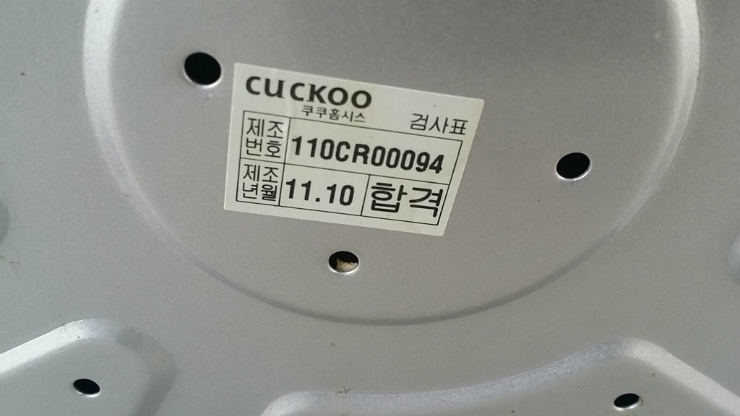 CUCKOO
쿠쿠홈시스 검사표
제조번호 110CR00094
제조년월 11.10 합격